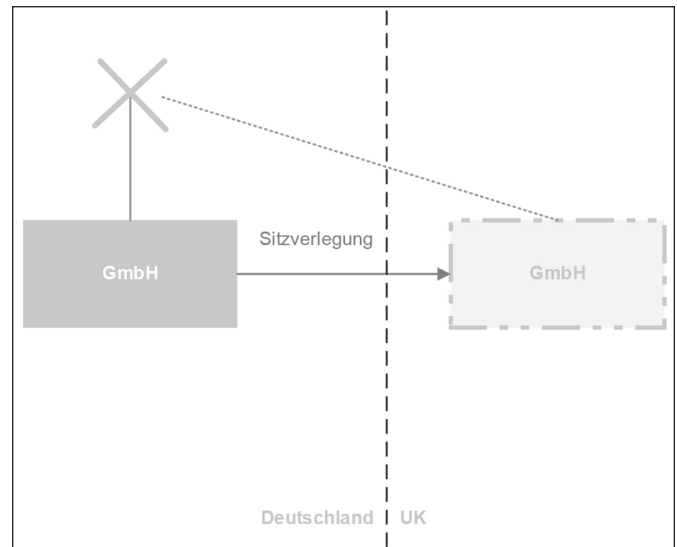 Sitzverlegung
GmbH
GmbH
Deutschland
UK